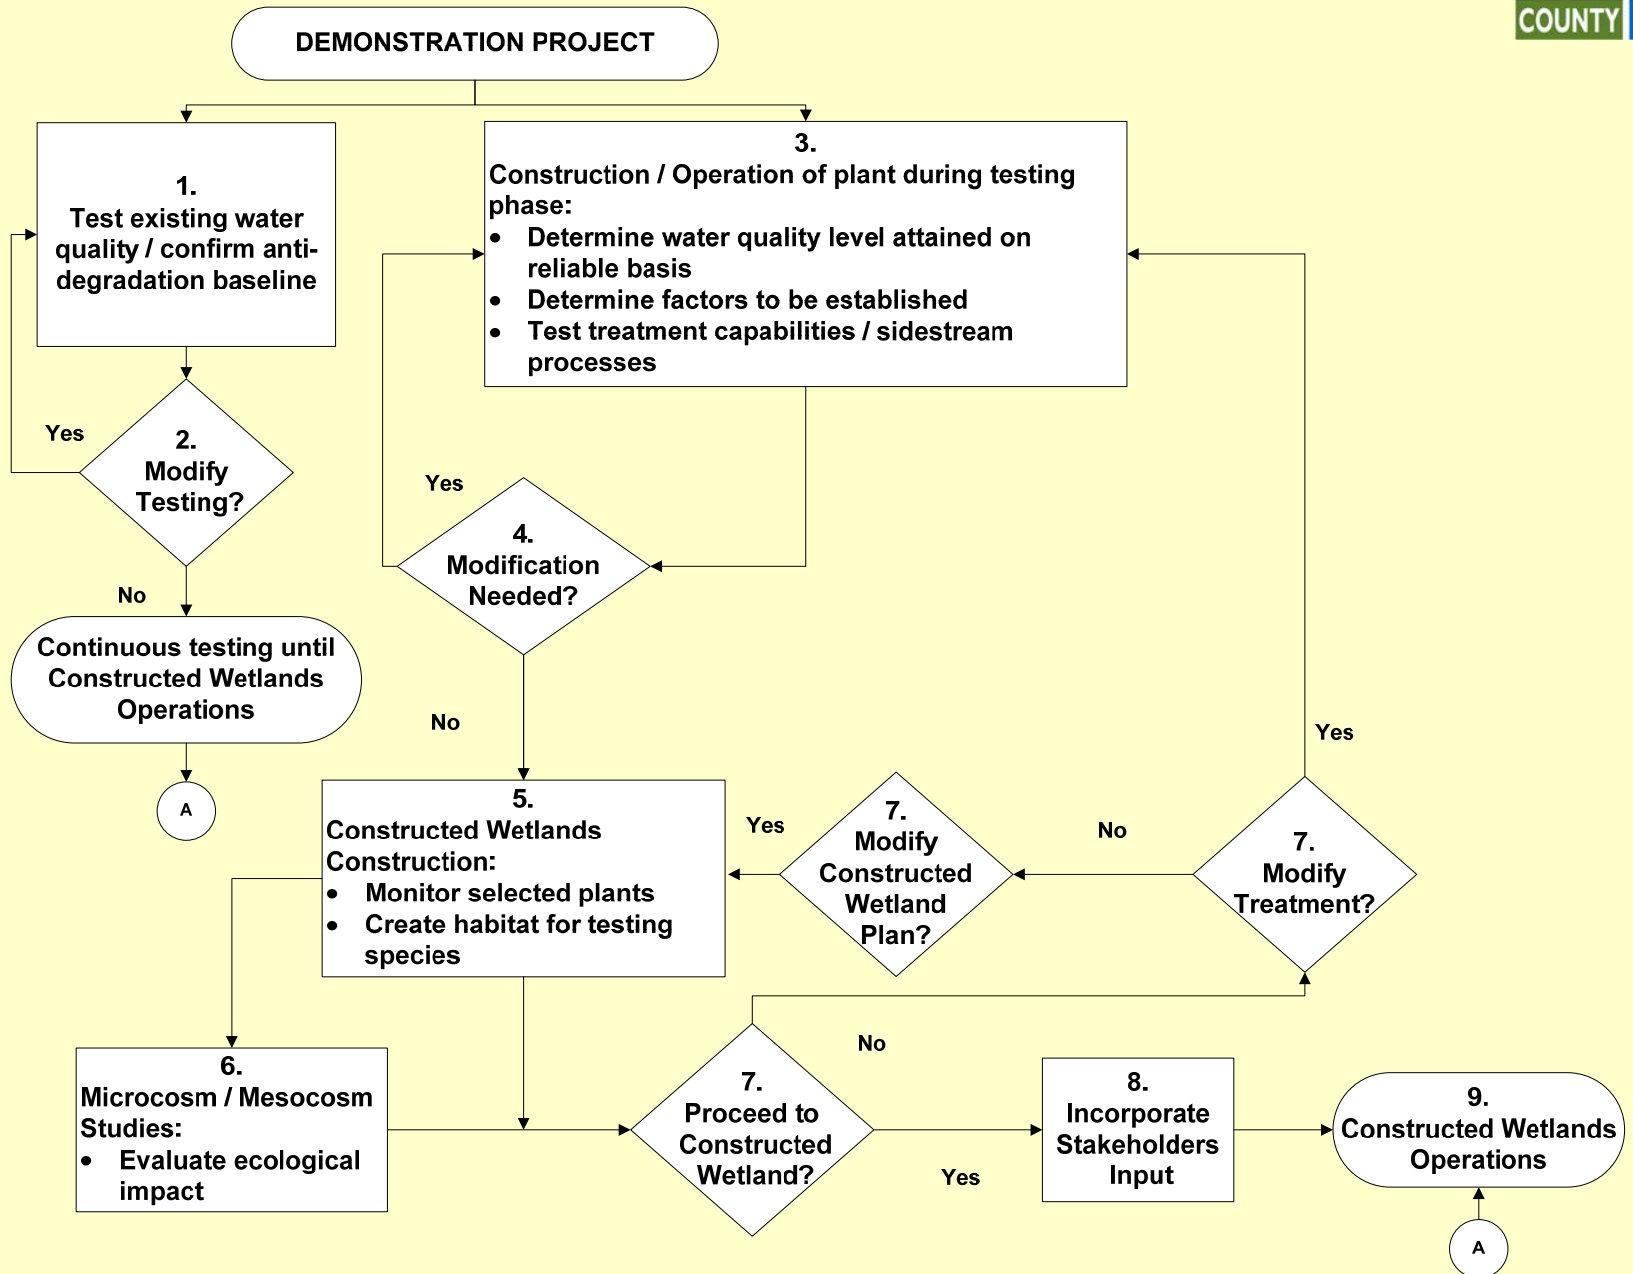 COUNTY
DEMONSTRATION PROJECT
1.
Test existing water
quality / confirm anti-
degradation baseline
3.
Construction / Operation of plant during testing
phase:
• Determine water quality level attained on
reliable basis
• Determine factors to be established
• Test treatment capabilities / sidestream
processes
Yes
2.
Modify
Testing?
No
Yes
4.
Modification
Needed?
No
Continuous testing until
Constructed Wetlands
Operations
A
5.
Constructed Wetlands
Construction:
• Monitor selected plants
• Create habitat for testing
species
Yes
7.
Modify
Constructed
Wetland
Plan?
No
7.
Modify
Treatment?
Yes
6.
Microcosm / Mesocosm
Studies:
• Evaluate ecological
impact
7.
Proceed to
Constructed
Wetland?
No
Yes
8.
Incorporate
Stakeholders
Input
9.
Constructed Wetlands
Operations
A